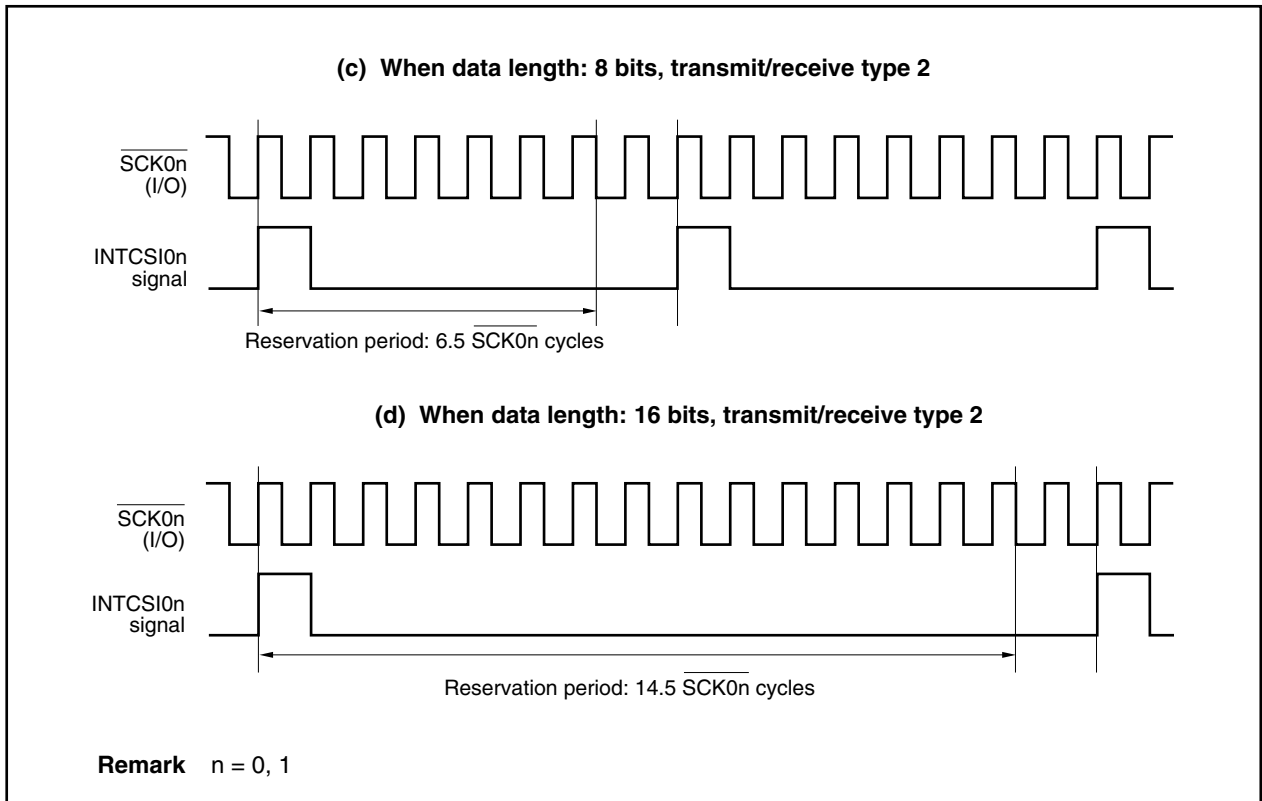 (c) When data length: 8 bits, transmit/receive type 2
SCK0n
(I/O)
INTCSI0n
signal
Reservation period: 6.5 SCK0n cycles
(d) When data length: 16 bits, transmit/receive type 2
SCK0n
(I/O)
INTCSI0n
signal
Reservation period: 14.5 SCK0n cycles
Remark n = 0, 1